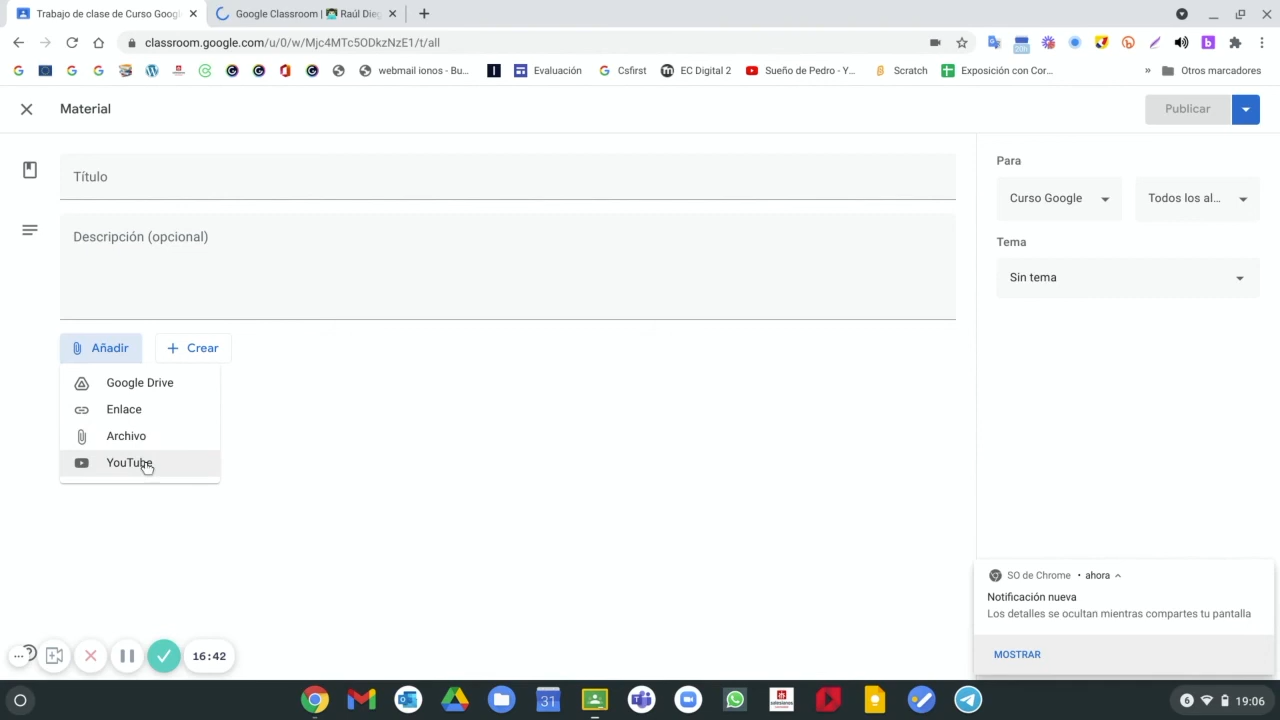 Trabajo de clase de Curso Googl
Google Classroom | Raúl Dieg
classroom.google.com/u/0/w/Mjc4MTc5ODkzNzE1/t/all
webmail ionos - Bu...
Evaluación
Csfirst
EC Digital 2
Sueño de Pedro - Y...
Scratch
Exposición con Cor...
»
Otros marcadores
Material
Publicar
Título
Descripción (opcional)
Para
Curso Google
Todos los al...
Tema
Sin tema
Añadir
+ Crear
Google Drive
Enlace
Archivo
YouTube
SO de Chrome • ahora
Notificación nueva
Los detalles se ocultan mientras compartes tu pantalla
MOSTRAR
16:42
31
6
19:06